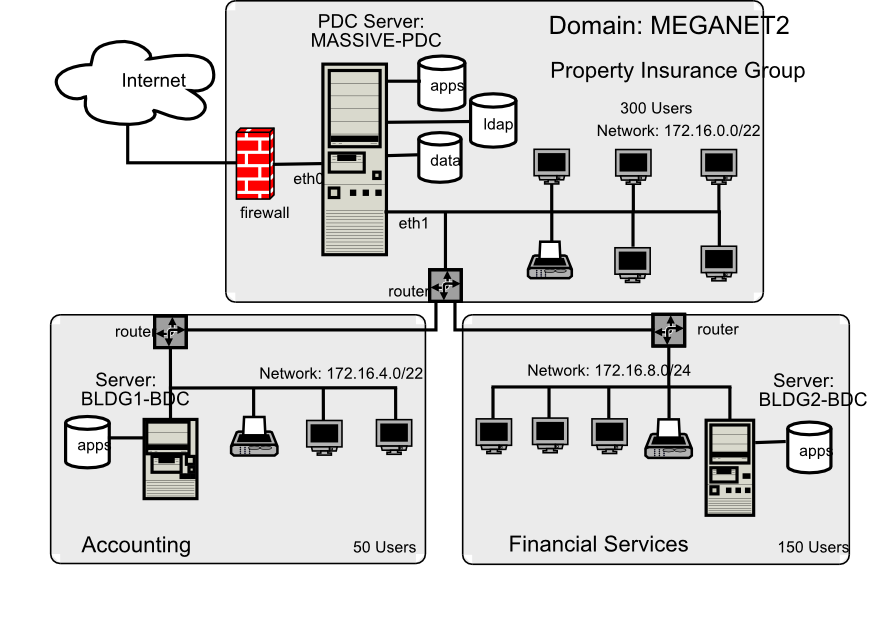 PDC Server:
MASSIVE-PDC
Domain: MEGANET2
Property Insurance Group
Internet
apps
ldap
data
300 Users
Network: 172.16.0.0/22
eth0
firewall
eth1
router
router
router
Server:
BLDG1-BDC
Network: 172.16.4.0/22
apps
Accounting
50 Users
Network: 172.16.8.0/24
Server:
BLDG2-BDC
apps
Financial Services
150 Users